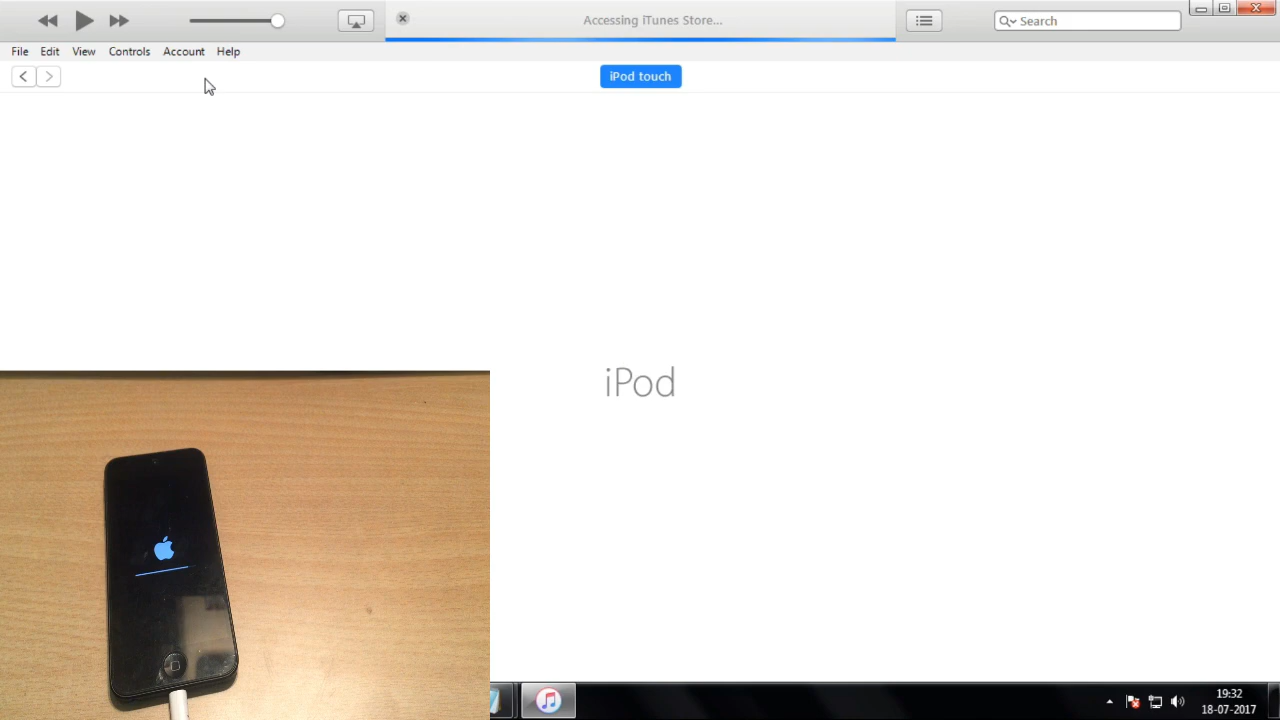 Accessing iTunes Store...
Search
File Edit View Controls Account Help
iPod touch
iPod
19:32
18-07-2017